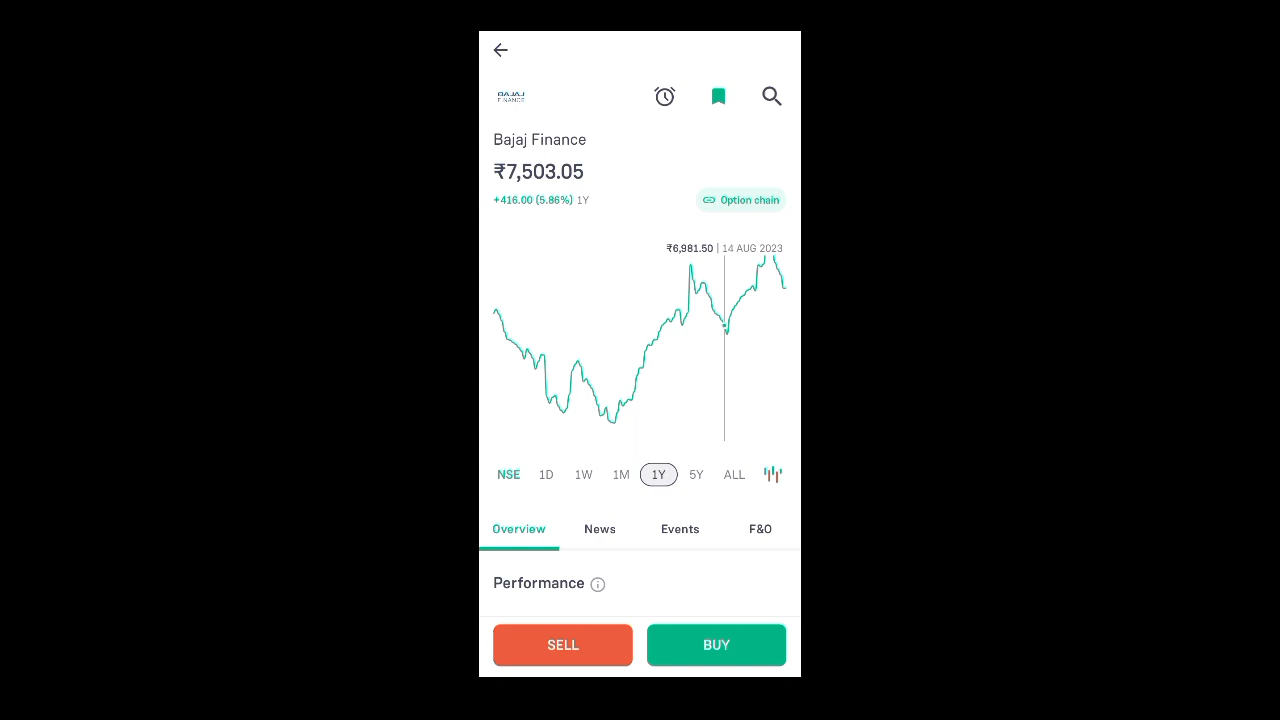 BAJAJ
FINANCE
Bajaj Finance
₹7,503.05
+416.00 (5.86%) 1Y
Option chain
₹6,981.50 | 14 AUG 2023
NSE 1D 1W 1M 1Y 5Y ALL
Overview News Events F&O
Performance
SELL BUY